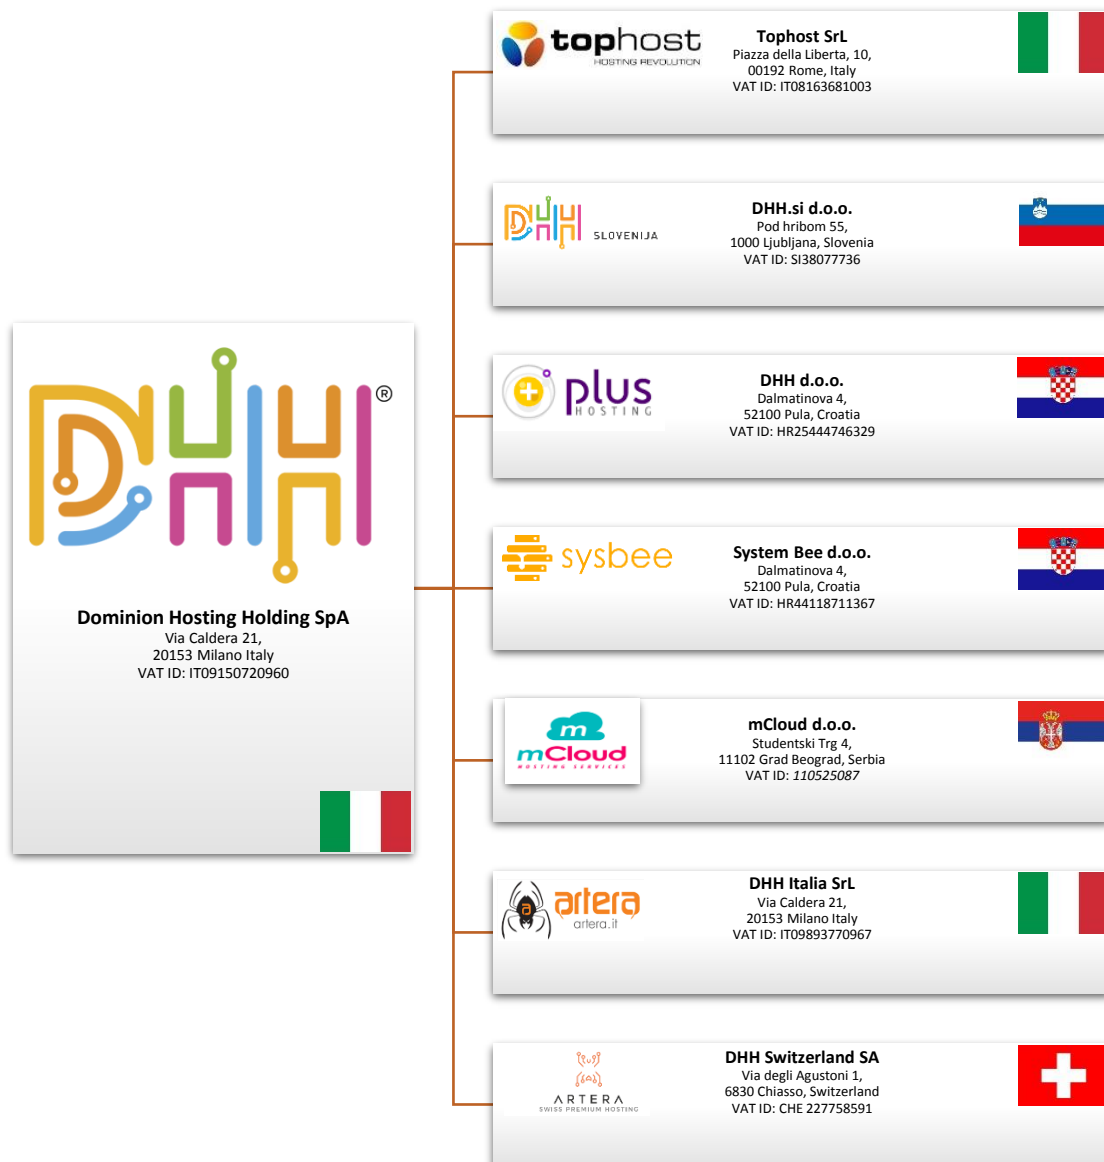 DHH®
Dominion Hosting Holding SpA
Via Caldera 21,
20153 Milano Italy
VAT ID: IT09150720960
tophost
HOSTING REVOLUTION
Tophost SrL
Piazza della Liberta, 10,
00192 Rome, Italy
VAT ID: IT08163681003
DHH SLOVENIJA
DHH.si d.o.o.
Pod hribom 55,
1000 Ljubljana, Slovenia
VAT ID: SI38077736
plus
HOSTING
DHH d.o.o.
Dalmatinova 4,
52100 Pula, Croatia
VAT ID: HR25444746329
sysbee
System Bee d.o.o.
Dalmatinova 4,
52100 Pula, Croatia
VAT ID: HR44118711367
m
mCloud
HOSTING SERVICES
mCloud d.o.o.
Studentski Trg 4,
11102 Grad Beograd, Serbia
VAT ID: 110525087
a artera
artera.it
DHH Italia SrL
Via Caldera 21,
20153 Milano Italy
VAT ID: IT09893770967
ARTERA
SWISS PREMIUM HOSTING
DHH Switzerland SA
Via degli Agustoni 1,
6830 Chiasso, Switzerland
VAT ID: CHE 227758591